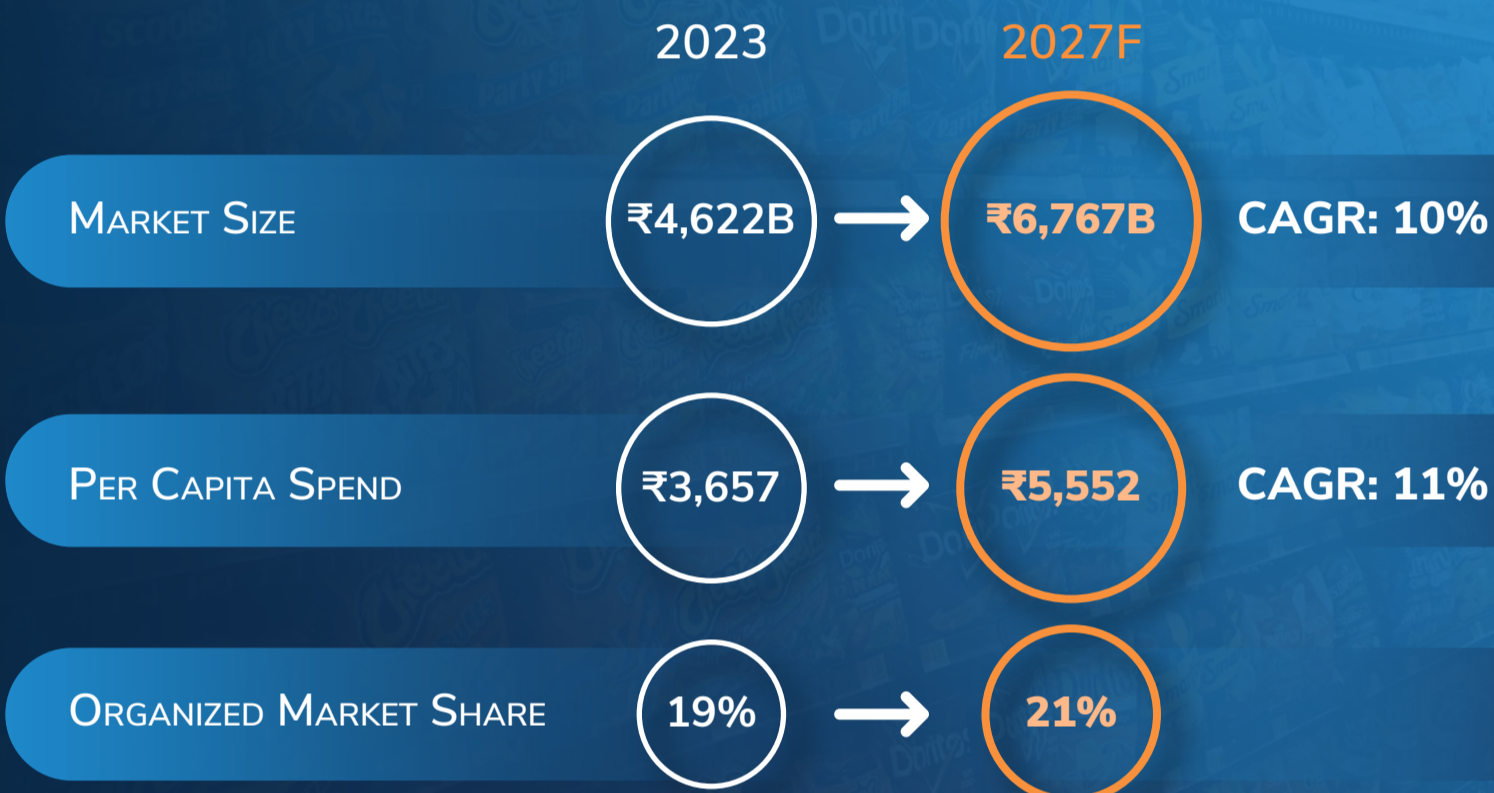 2023 2027F
Market Size ₹4,622B → ₹6,767B CAGR: 10%
Per Capita Spend ₹3,657 → ₹5,552 CAGR: 11%
Organized Market Share 19% → 21%